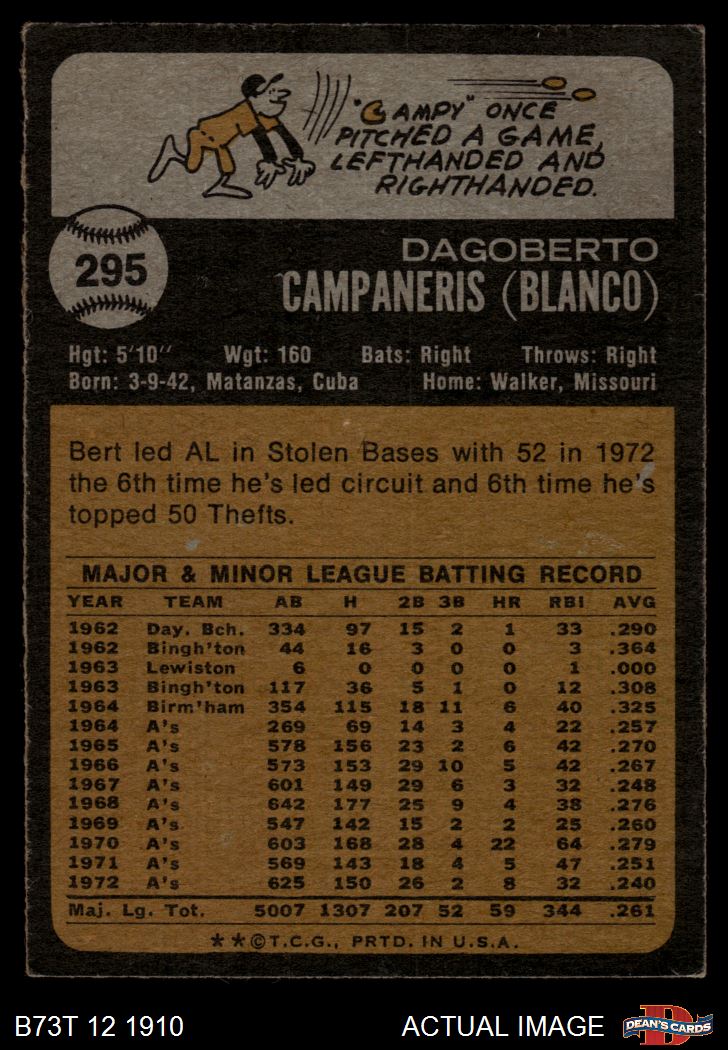 "CAMPY" ONCE
PITCHED A GAME,
LEFTHANDED AND
RIGHTHANDED.
295
DAGOBERTO
CAMPANERIS (BLANCO)
Hgt: 5'10" Wgt: 160 Bats: Right Throws: Right
Born: 3-9-42, Matanzas, Cuba Home: Walker, Missouri
Bert led AL in Stolen Bases with 52 in 1972
the 6th time he's led circuit and 6th time he's
topped 50 Thefts.
MAJOR & MINOR LEAGUE BATTING RECORD
YEAR TEAM AB H 2B 3B HR RBI AVG
1962 Day. Bch. 334 97 15 2 1 33 .290
1962 Bingh'ton 44 16 3 0 0 3 .364
1963 Lewiston 6 0 0 0 0 1 .000
1963 Bingh'ton 117 36 5 1 0 12 .308
1964 Birm'ham 354 115 18 11 6 40 .325
1964 A's 269 69 14 3 4 22 .257
1965 A's 578 156 23 2 6 42 .270
1966 A's 573 153 29 10 5 42 .267
1967 A's 601 149 29 6 3 32 .248
1968 A's 642 177 25 9 4 38 .276
1969 A's 547 142 15 2 2 25 .260
1970 A's 603 168 28 4 22 64 .279
1971 A's 569 143 18 4 5 47 .251
1972 A's 625 150 26 2 8 32 .240
Maj. Lg. Tot. 5007 1307 207 52 59 344 .261
**©T.C.G., PRTD. IN U.S.A.
B73T 12 1910 ACTUAL IMAGE D DEAN'S CARDS